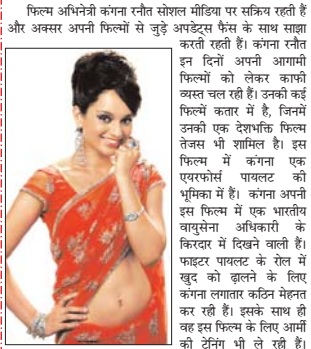 फिल्म अभिनेत्री कंगना रनौत सोशल मीडिया पर सक्रिय रहती हैं
और अक्सर अपनी फिल्मों से जुड़े अपडेट्स फैंस के साथ साझा
करती रहती हैं। कंगना रनौत
इन दिनों अपनी आगामी
फिल्मों को लेकर काफी
व्यस्त चल रही हैं। उनकी कई
फिल्में कतार में है, जिनमें
उनकी एक देशभक्ति फिल्म
तेजस भी शामिल है। इस
फिल्म में कंगना एक
एयरफोर्स पायलट की
भूमिका में हैं। कंगना अपनी
इस फिल्म में एक भारतीय
वायुसेना अधिकारी के
किरदार में दिखने वाली हैं।
फाइटर पायलट के रोल में
खुद को ढालने के लिए
कंगना लगातार कठिन मेहनत
कर रही हैं। इसके साथ ही
वह इस फिल्म के लिए आर्मी
की ट्रेनिंग भी ले रही हैं।